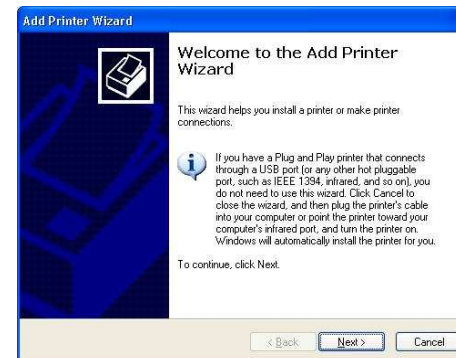 Add Printer Wizard
Welcome to the Add Printer
Wizard
This wizard helps you install a printer or make printer
connections.
If you have a Plug and Play printer that connects
through a USB port (or any other hot pluggable
port, such as IEEE 1394, infrared, and so on), you
do not need to use this wizard. Click Cancel to
close the wizard, and then plug the printer's cable
into your computer or point the printer toward your
computer's infrared port, and turn the printer on.
Windows will automatically install the printer for you.
To continue, click Next.
< Back Next > Cancel